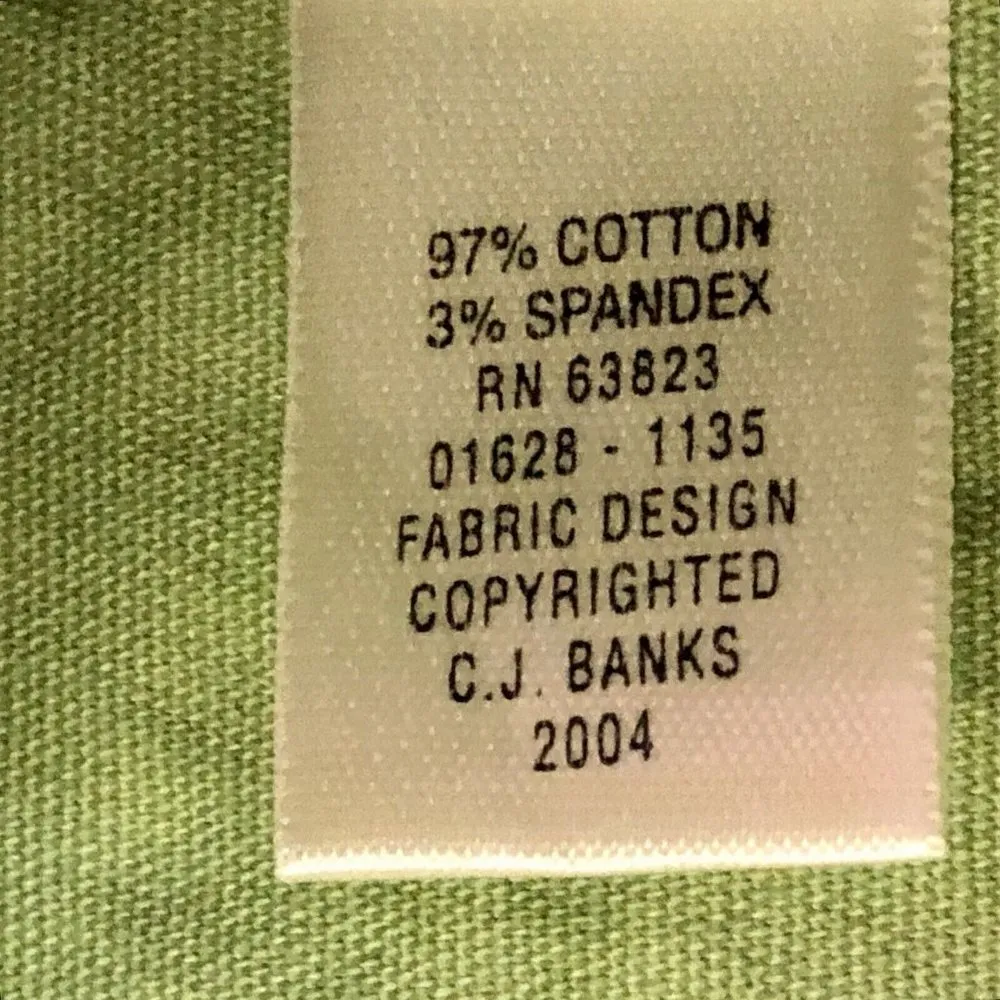 97% COTTON
3% SPANDEX
RN 63823
01628 - 1135
FABRIC DESIGN
COPYRIGHTED
C.J. BANKS
2004